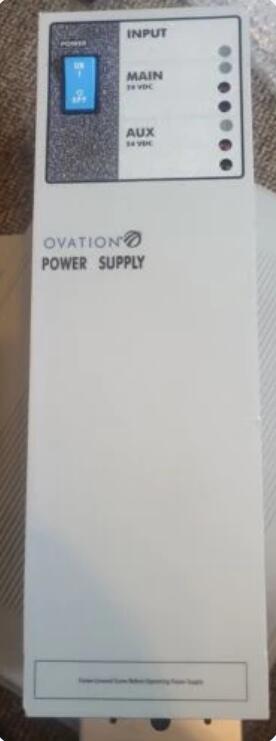 POWER
INPUT
ON
MAIN
24 VDC
OFF
AUX
24 VDC
OVATION
POWER SUPPLY